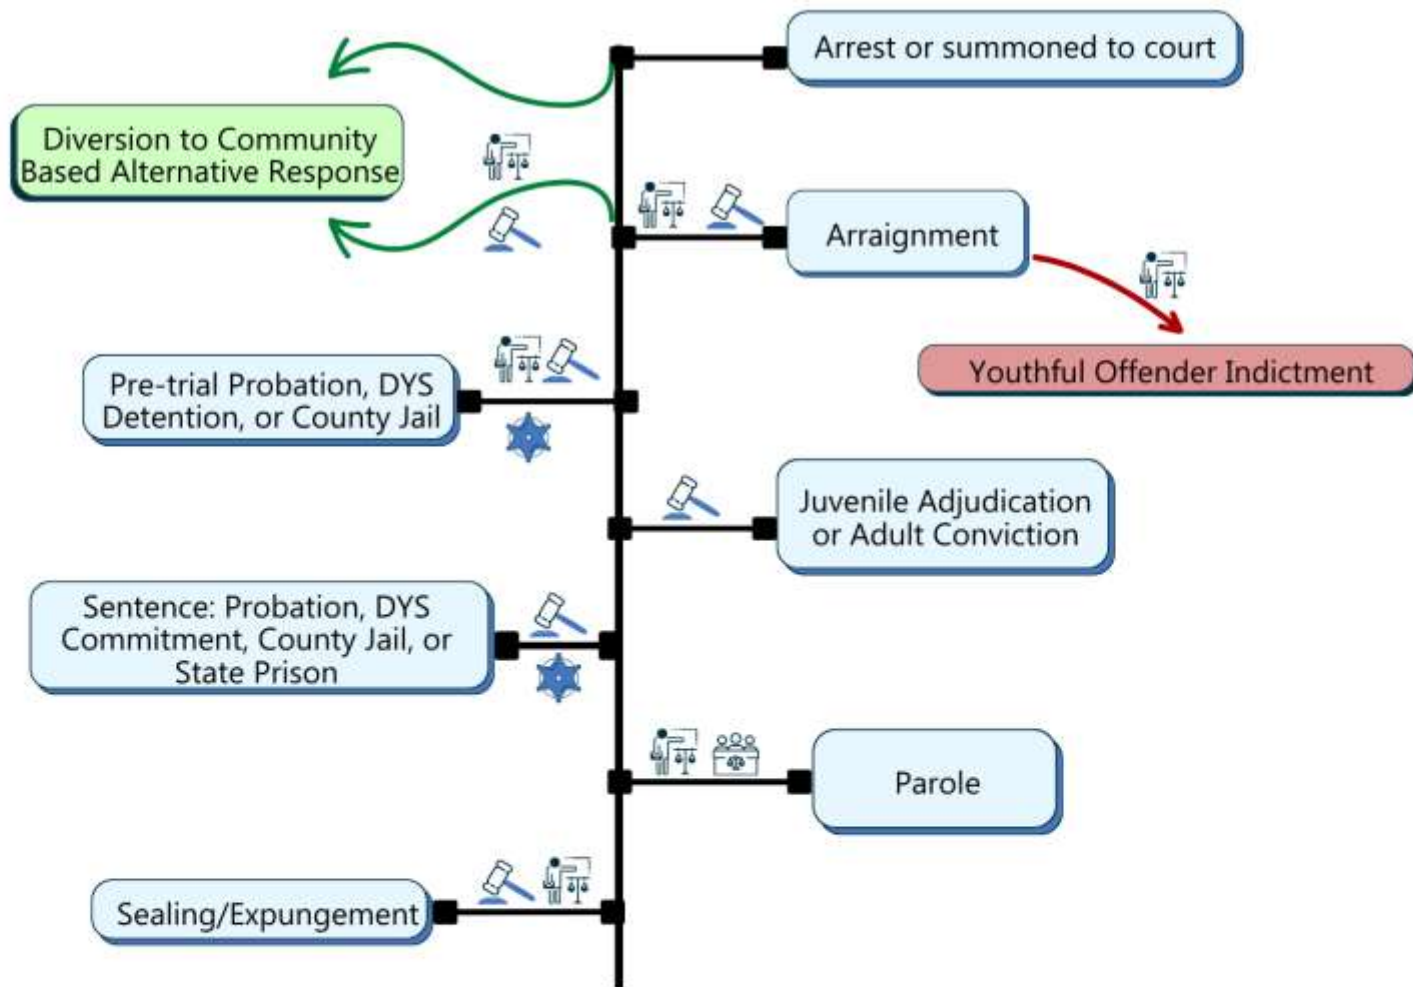 Arrest or summoned to court
Diversion to Community
Based Alternative Response
Arraignment
Youthful Offender Indictment
Pre-trial Probation, DYS
Detention, or County Jail
Juvenile Adjudication
or Adult Conviction
Sentence: Probation, DYS
Commitment, County Jail, or
State Prison
Parole
Sealing/Expungement